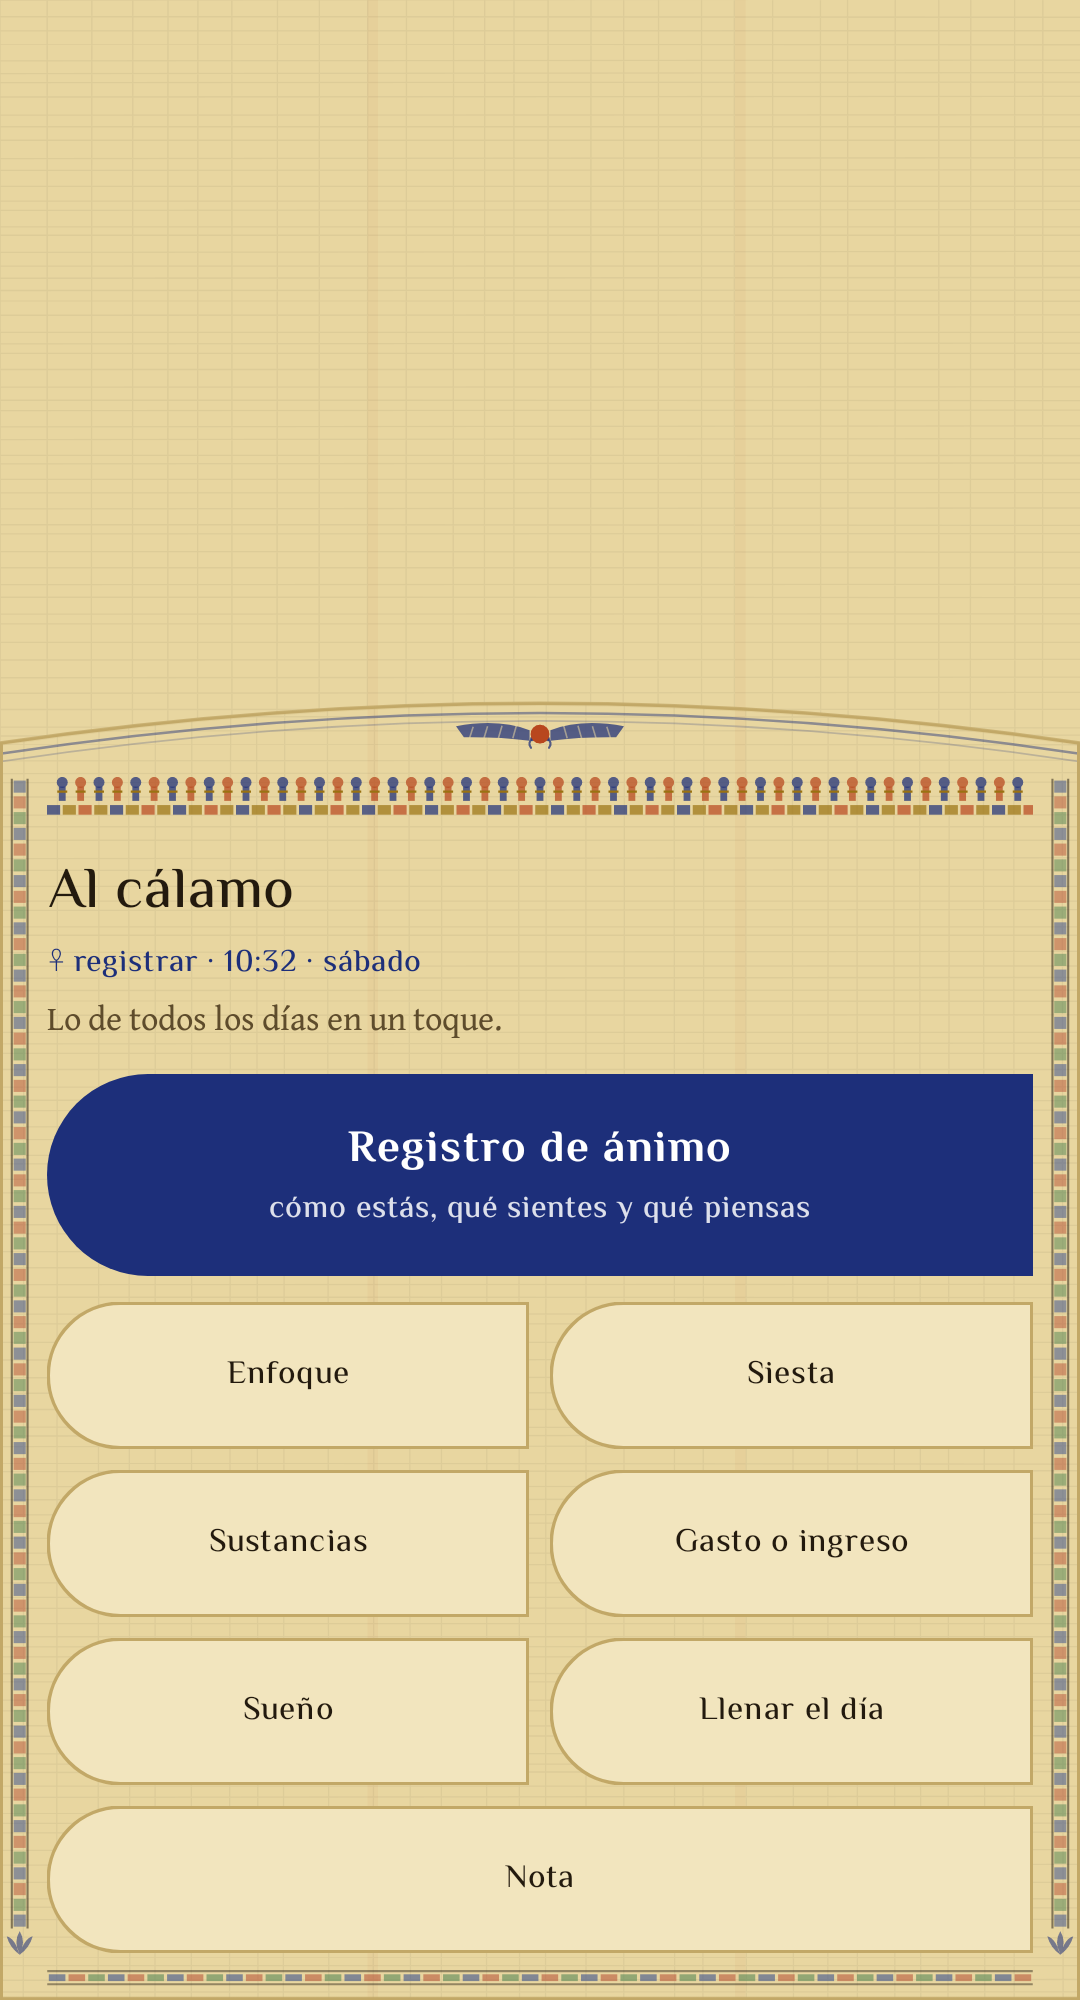 Al cálamo
registrar · 10:32 · sábado
Lo de todos los días en un toque.
Registro de ánimo
cómo estás, qué sientes y qué piensas
Enfoque
Siesta
Sustancias
Gasto o ingreso
Sueño
Llenar el día
Nota